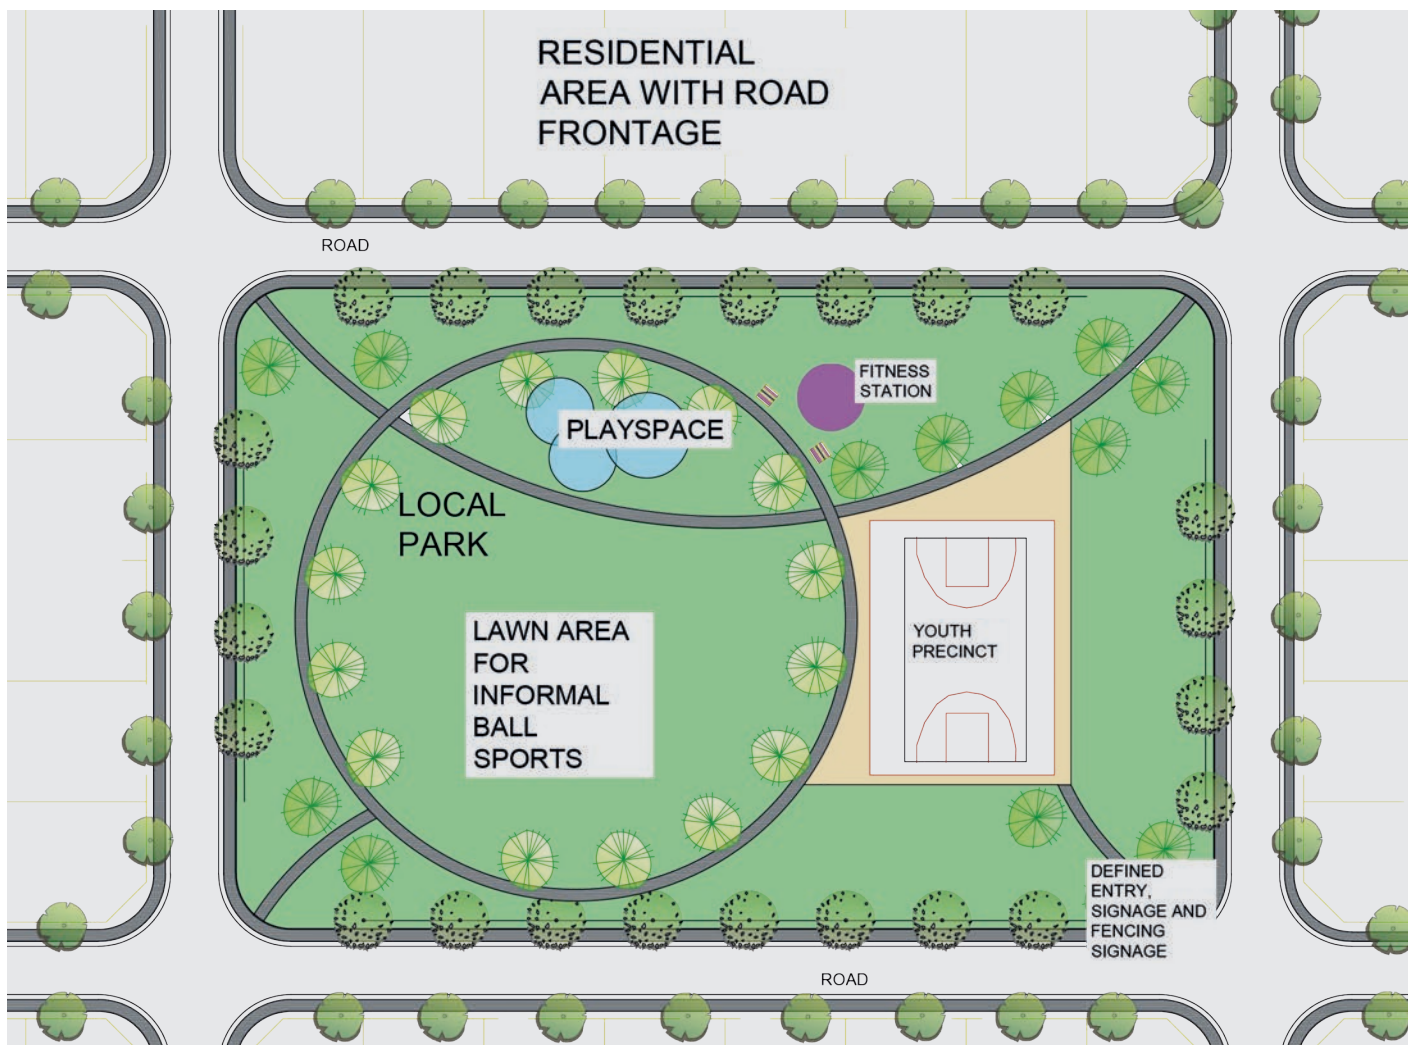 RESIDENTIAL
AREA WITH ROAD
FRONTAGE
ROAD
FITNESS
STATION
PLAYSPACE
LOCAL
PARK
LAWN AREA
FOR
INFORMAL
BALL
SPORTS
YOUTH
PRECINCT
DEFINED
ENTRY,
SIGNAGE AND
FENCING
SIGNAGE
ROAD